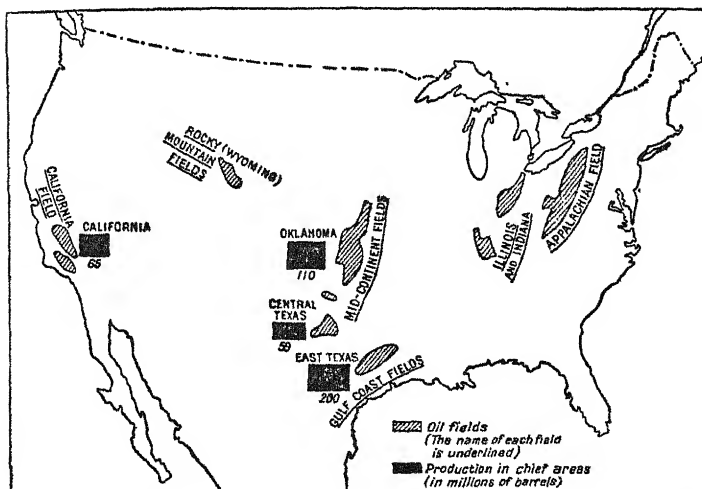 ROCKY (WYOMING)
MOUNTAIN
FIELDS
CALIFORNIA
FIELD
CALIFORNIA
65
OKLAHOMA
110
MID-CONTINENT FIELDS
CENTRAL
TEXAS
59
EAST TEXAS
200
GULF COAST FIELDS
ILLINOIS
AND INDIANA
APPALACHIAN FIELD
Oil fields
(The name of each field
is underlined)
Production in chief areas
(in millions of barrels)